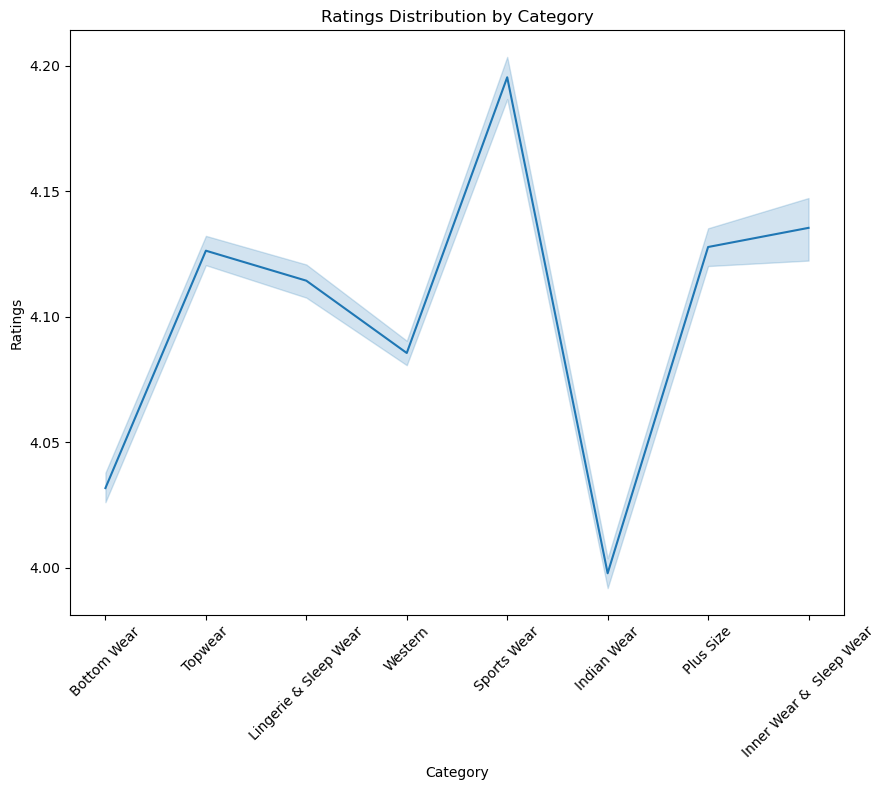 Ratings Distribution by Category
4.20
4.15
4.10
4.05
4.00
Ratings
Bottom Wear
Topwear
Lingerie & Sleep Wear
Western
Sports Wear
Indian Wear
Plus Size
Inner Wear &  Sleep Wear
Category